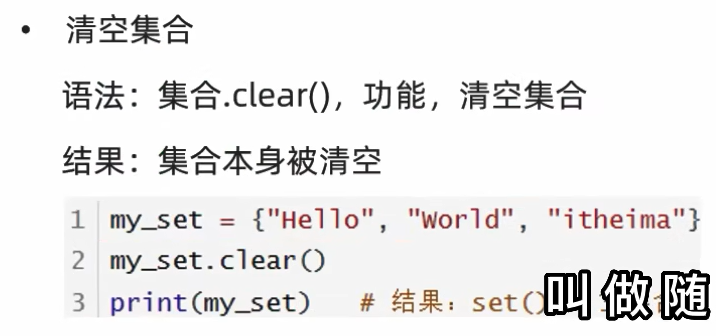 • 清空集合
语法：集合.clear()，功能，清空集合
结果：集合本身被清空
1 my_set = {"Hello", "World", "itheima"}
2 my_set.clear()
3 print(my_set) # 结果：set()
叫做随